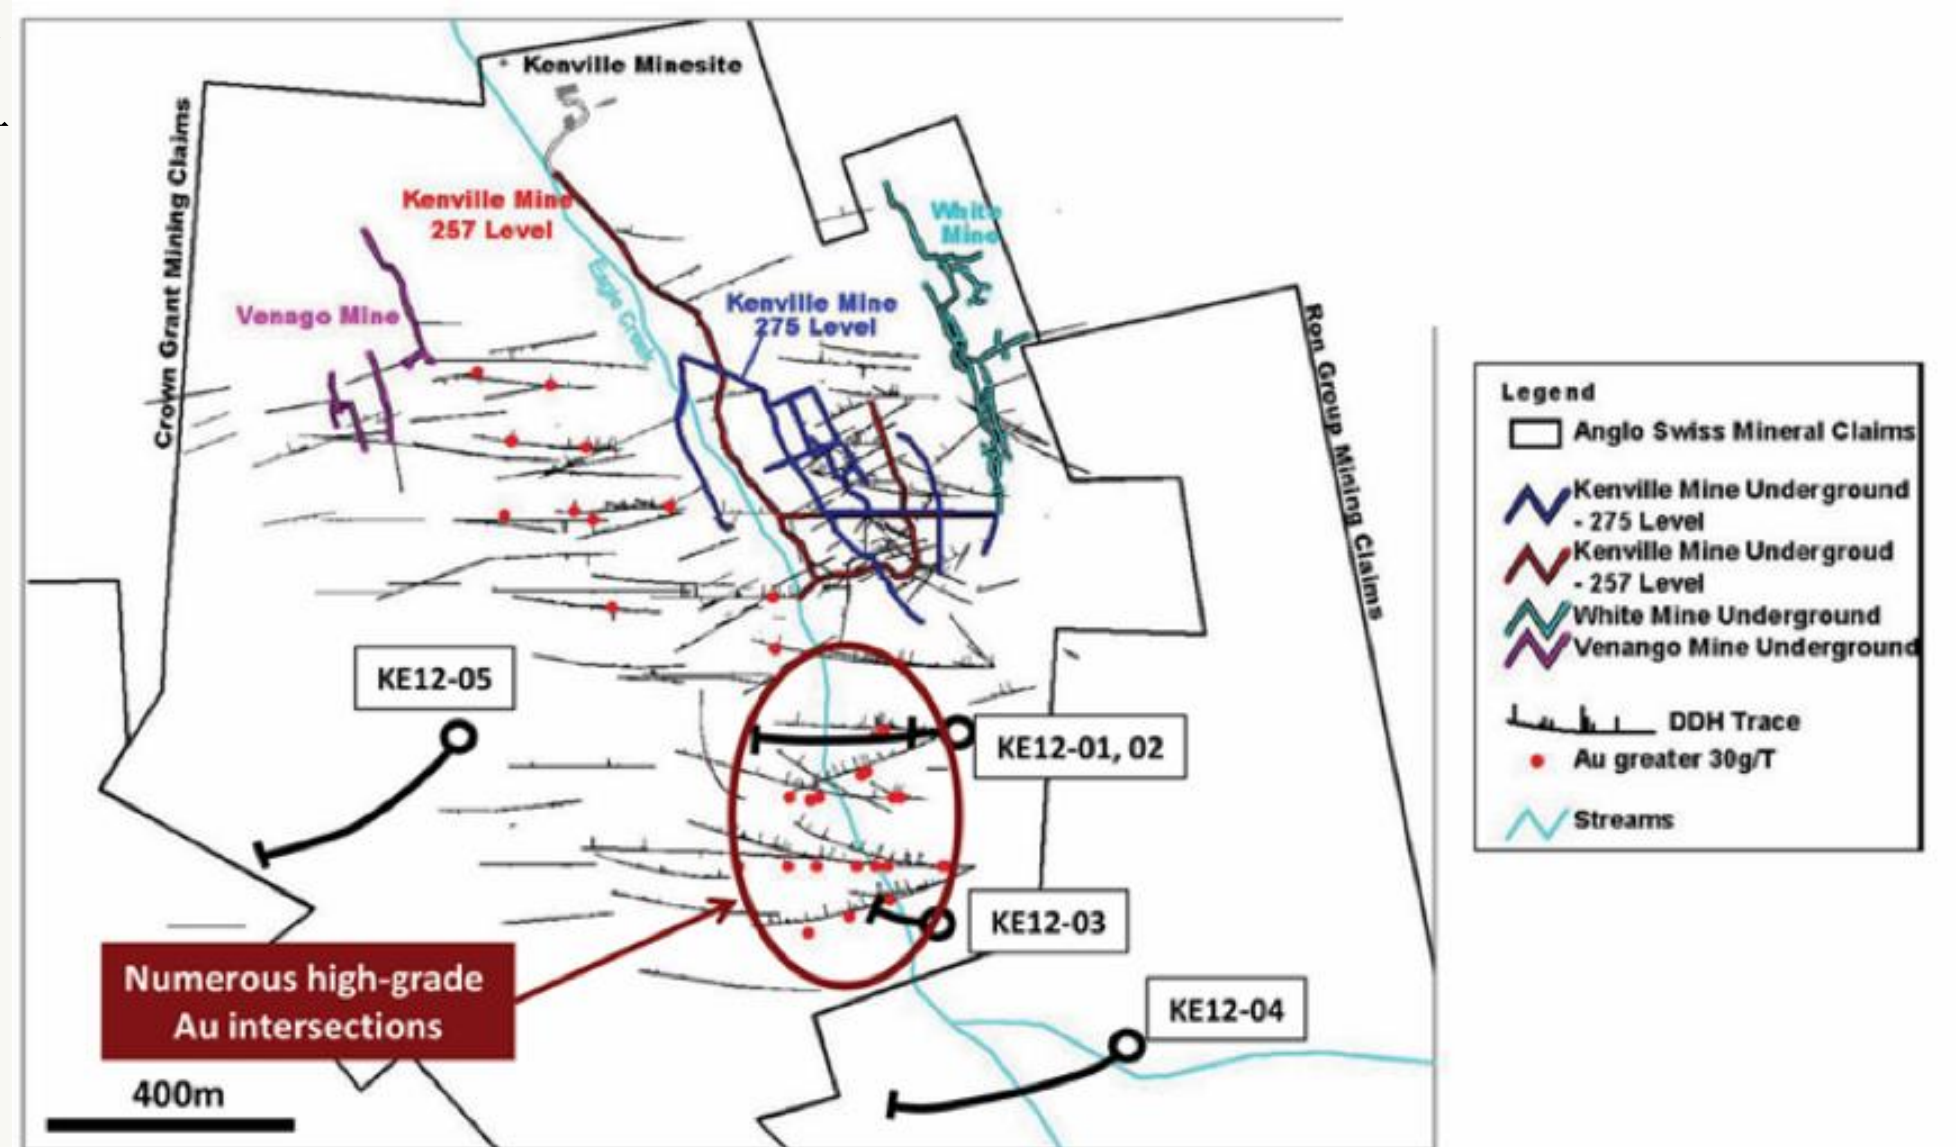 Kenville Minesite
Crown Grant Mining Claims
Kenville Mine
257 Level
White
Mine
Eagle Creek
Venago Mine
Kenville Mine
275 Level
Ron Group Mining Claims
Legend
Anglo Swiss Mineral Claims
Kenville Mine Underground
- 275 Level
Kenville Mine Undergroud
- 257 Level
White Mine Underground
Venango Mine Underground
DDH Trace
Au greater 30g/T
Streams
KE12-05
KE12-01, 02
KE12-03
KE12-04
Numerous high-grade
Au intersections
400m